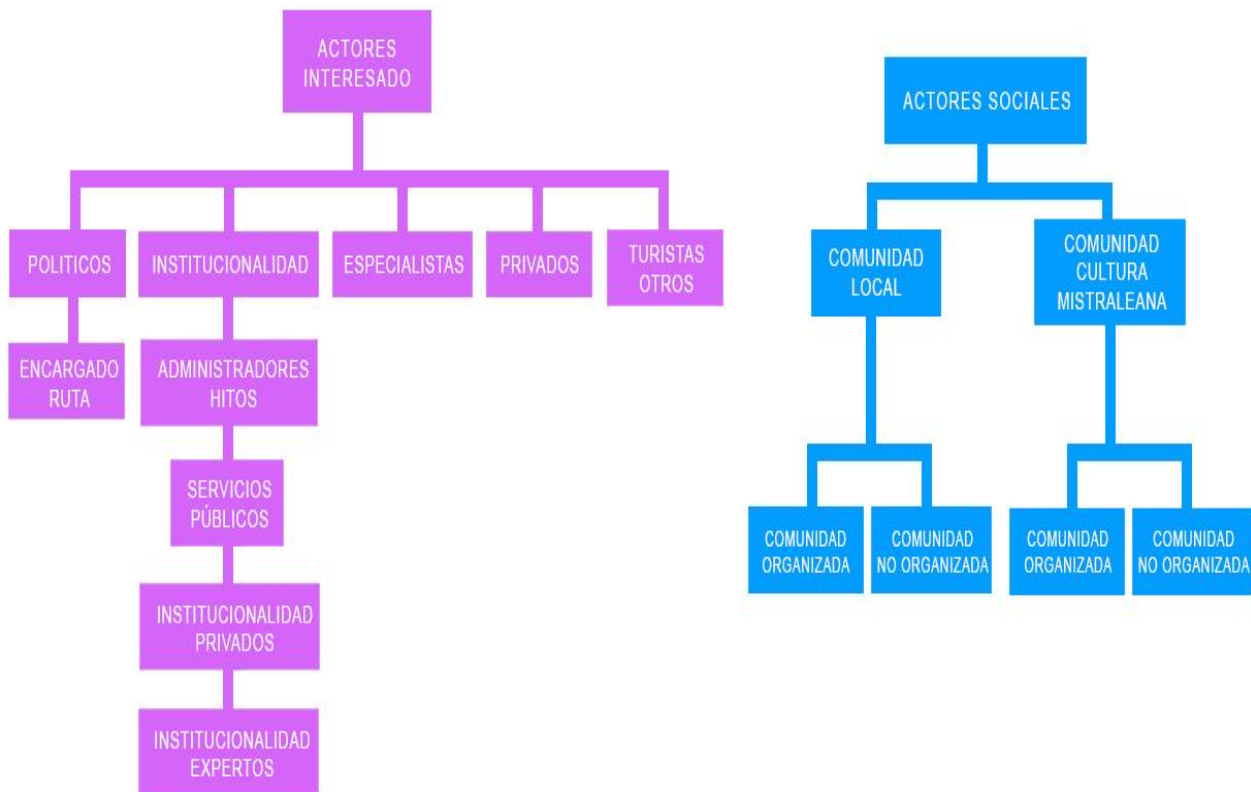 ACTORES
INTERESADO
POLITICOS
INSTITUCIONALIDAD
ESPECIALISTAS
PRIVADOS
TURISTAS
OTROS
ENCARGADO
RUTA
ADMINISTRADORES
HITOS
SERVICIOS
PÚBLICOS
INSTITUCIONALIDAD
PRIVADOS
INSTITUCIONALIDAD
EXPERTOS
ACTORES SOCIALES
COMUNIDAD
LOCAL
COMUNIDAD
CULTURA
MISTRALEANA
COMUNIDAD
ORGANIZADA
COMUNIDAD
NO ORGANIZADA
COMUNIDAD
ORGANIZADA
COMUNIDAD
NO ORGANIZADA